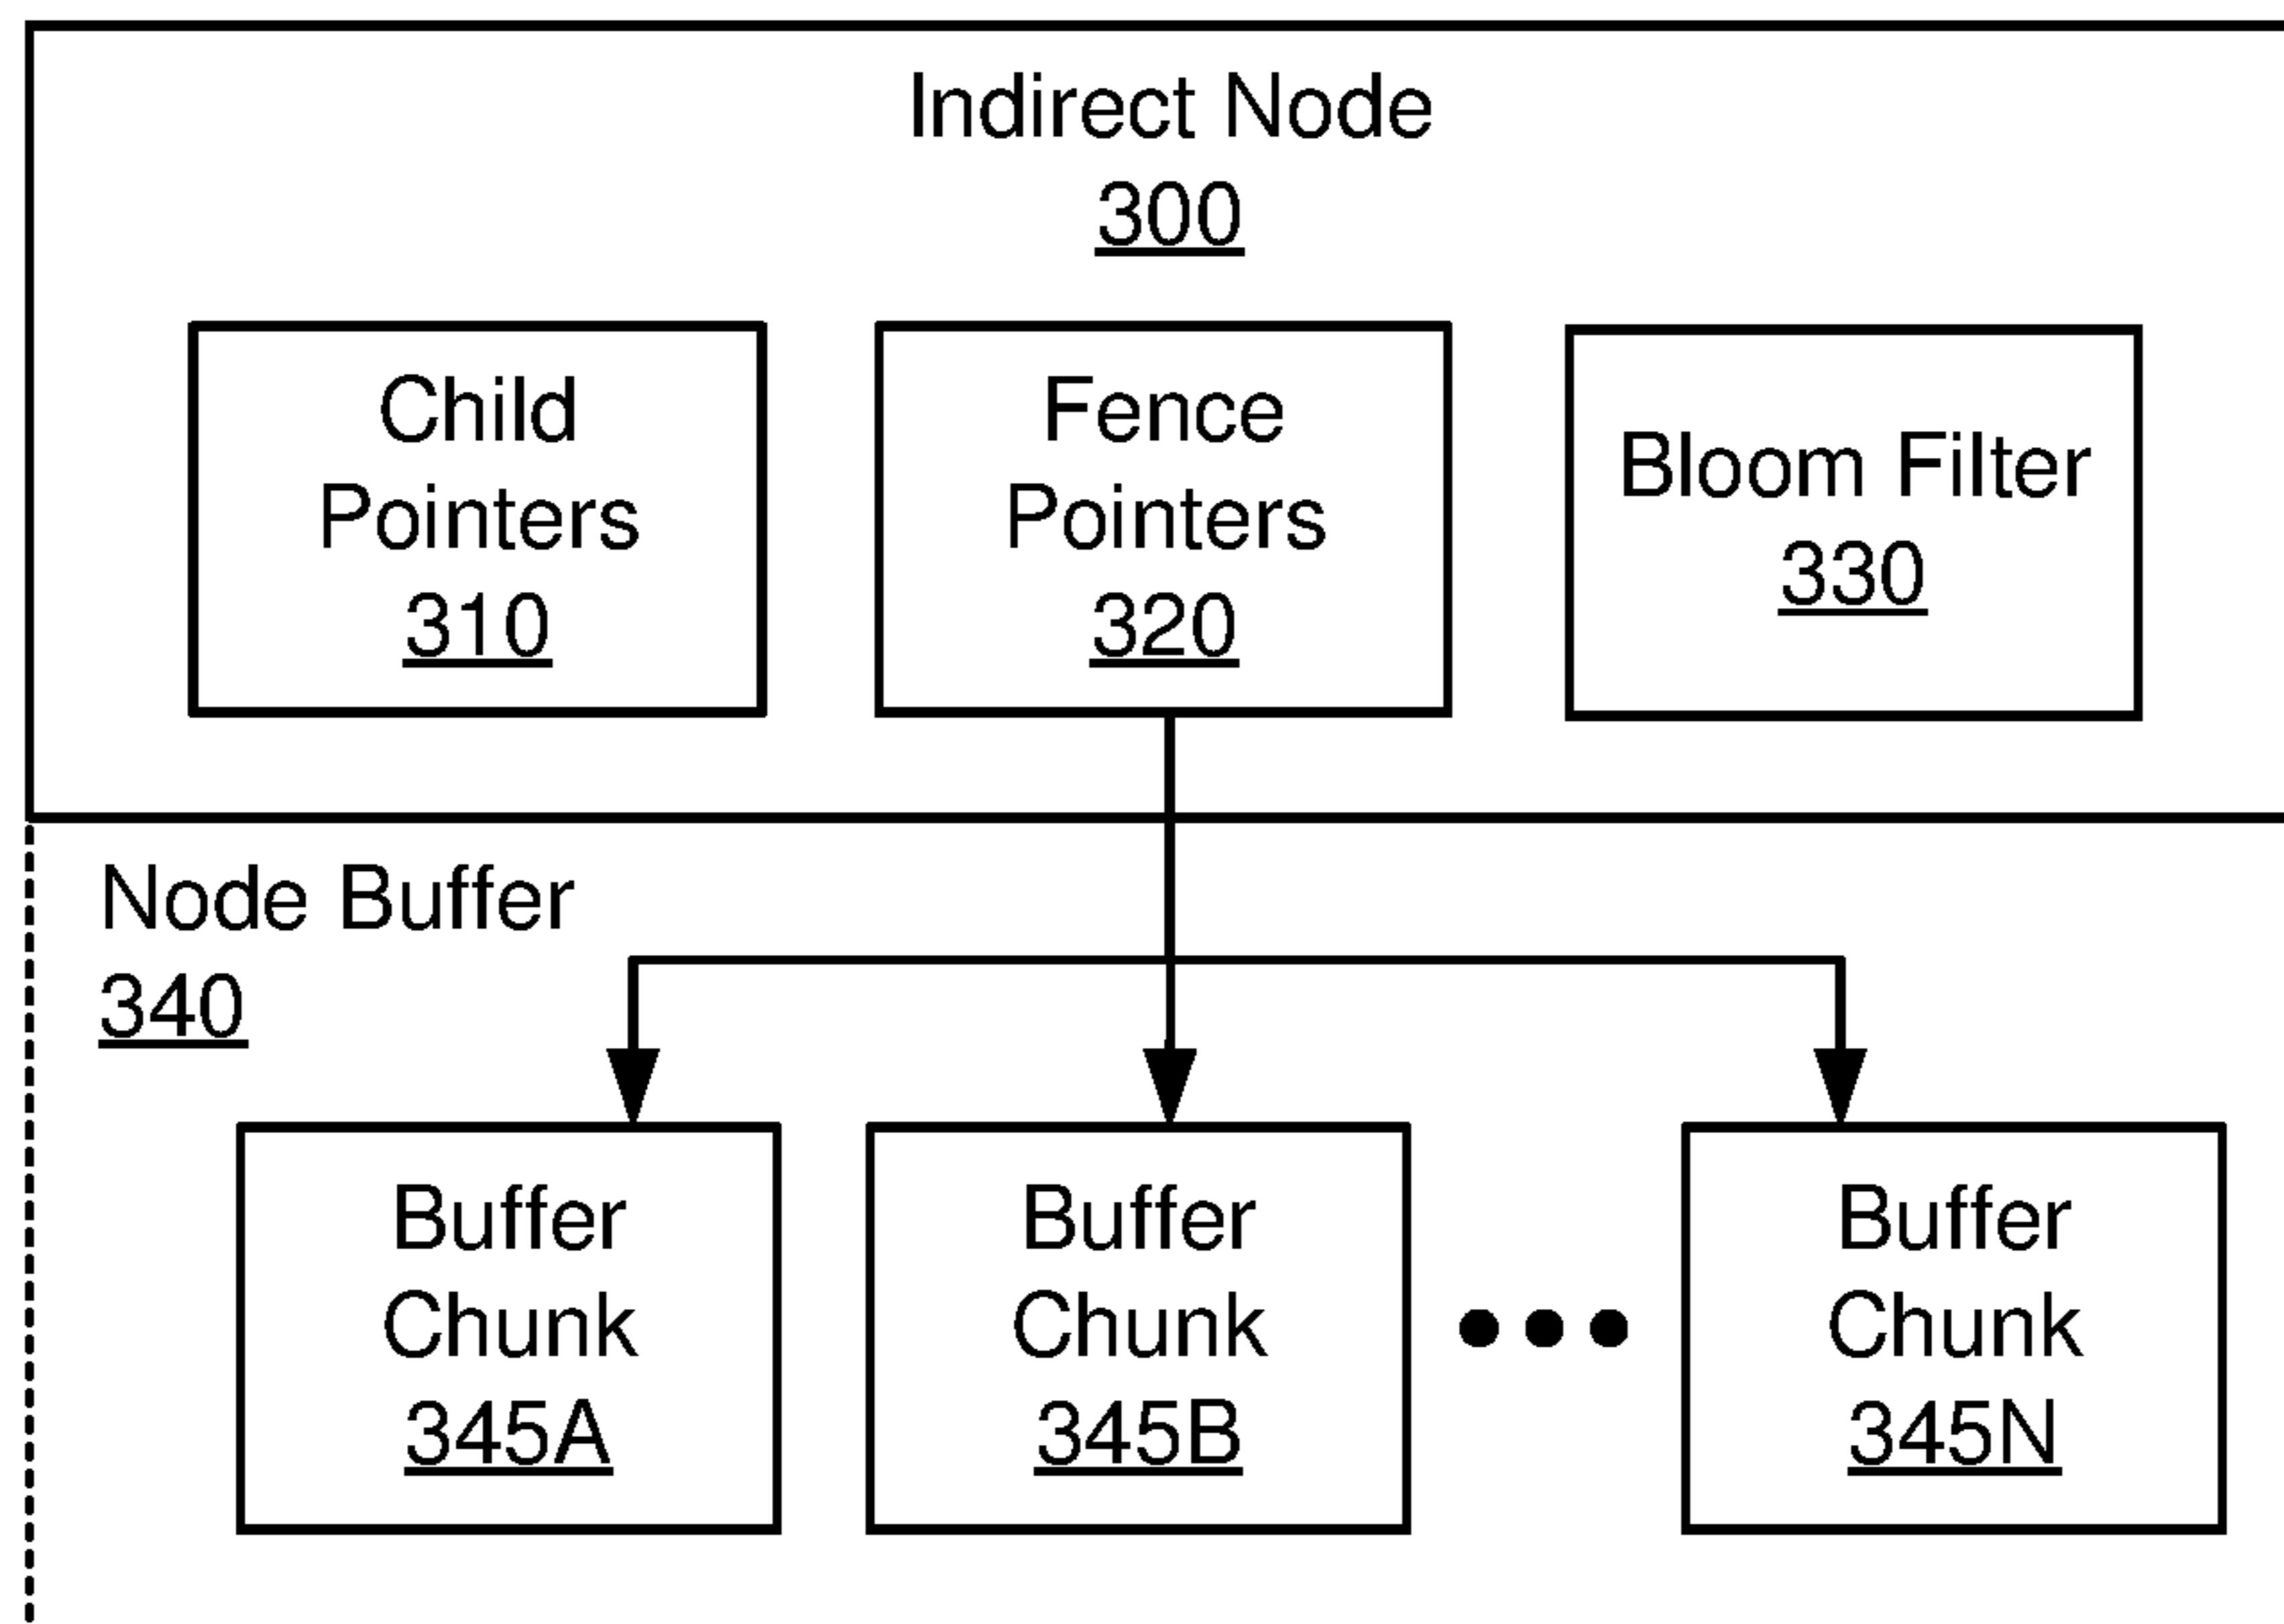 Indirect Node
300
Child
Pointers
310
Fence
Pointers
320
Bloom Filter
330
Node Buffer
340
Buffer
Chunk
345A
Buffer
Chunk
345B
Buffer
Chunk
345N